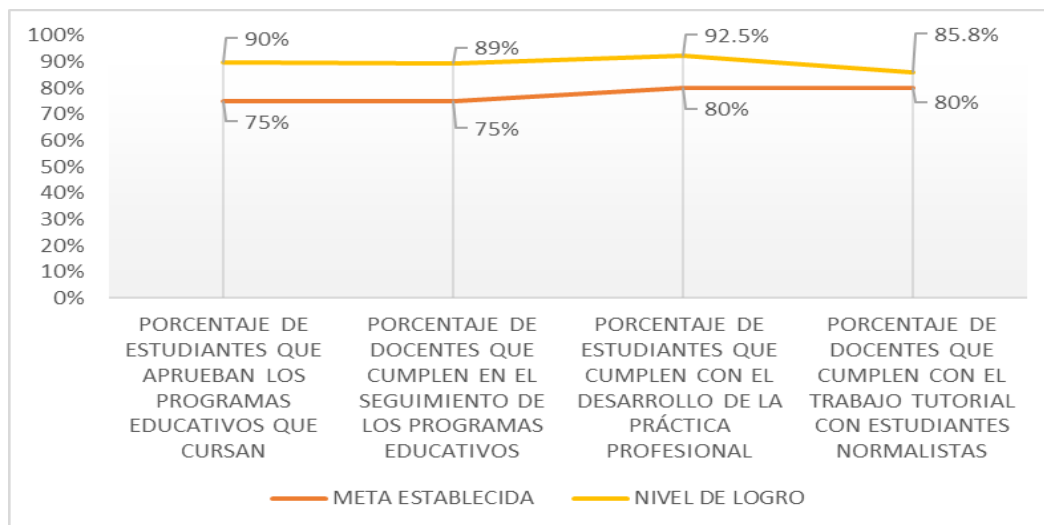 100%
90%
80%
70%
60%
50%
40%
30%
20%
10%
0%
90%
89%
92.5%
85.8%
75%
75%
80%
80%
PORCENTAJE DE
ESTUDIANTES QUE
APRUEBAN LOS
PROGRAMAS
EDUCATIVOS QUE
CURSAN
PORCENTAJE DE
DOCENTES QUE
CUMPLEN EN EL
SEGUIMIENTO DE
LOS PROGRAMAS
EDUCATIVOS
PORCENTAJE DE
ESTUDIANTES QUE
CUMPLEN CON EL
DESARROLLO DE LA
PRÁCTICA
PROFESIONAL
PORCENTAJE DE
DOCENTES QUE
CUMPLEN CON EL
TRABAJO TUTORIAL
CON ESTUDIANTES
NORMALISTAS
META ESTABLECIDA
NIVEL DE LOGRO